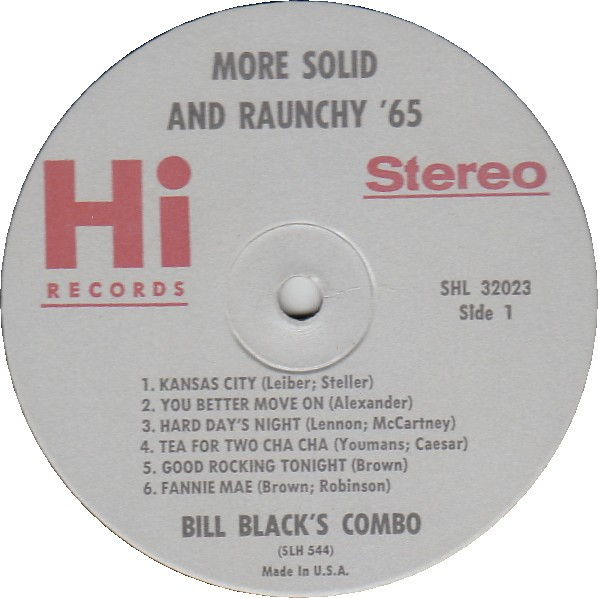 MORE SOLID
AND RAUNCHY '65
Hi
RECORDS
Stereo
SHL 32023
Side 1
1. KANSAS CITY (Leiber; Steller)
2. YOU BETTER MOVE ON (Alexander)
3. HARD DAY'S NIGHT (Lennon; McCartney)
4. TEA FOR TWO CHA CHA (Youmans; Caesar)
5. GOOD ROCKING TONIGHT (Brown)
6. FANNIE MAE (Brown; Robinson)
BILL BLACK'S COMBO
(SLH 544)
Made In U.S.A.